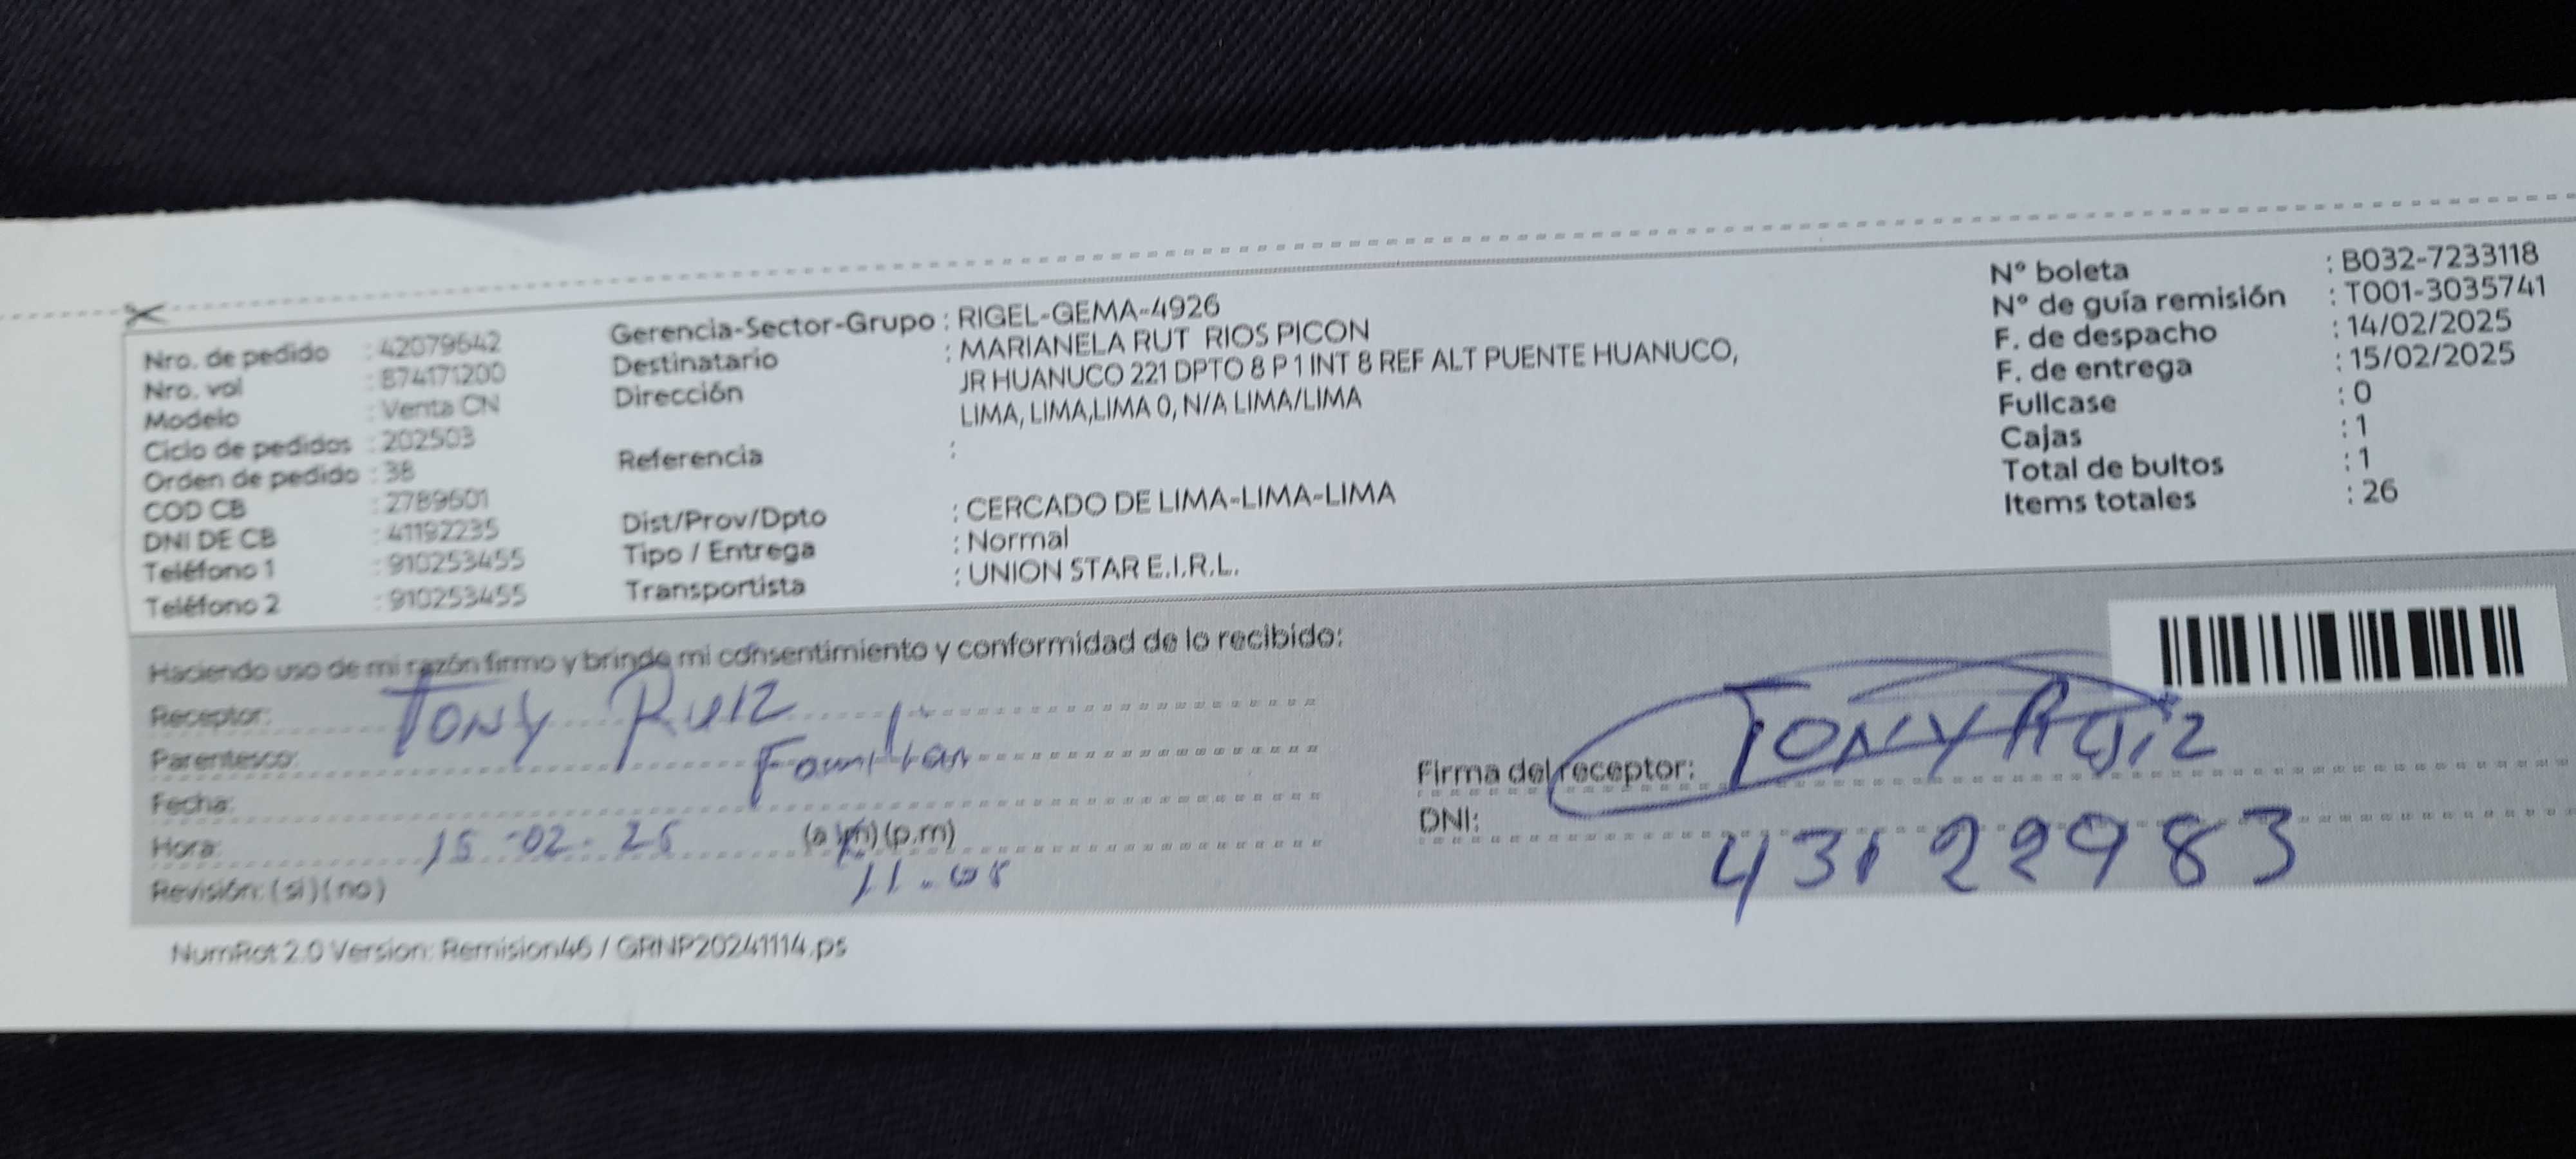 Nro. de pedido : 42079642
Nro. vol : 874171200
Modelo : Venta CN
Ciclo de pedidos : 202503
Orden de pedido : 38
COD CB : 2789601
DNI DE CB : 41192235
Teléfono 1 : 910253455
Teléfono 2 : 910253455
Gerencia-Sector-Grupo : RIGEL-GEMA-4926
Destinatario : MARIANELA RUT RIOS PICON
Dirección JR HUANUCO 221 DPTO 8 P 1 INT 8 REF ALT PUENTE HUANUCO,
LIMA, LIMA,LIMA 0, N/A LIMA/LIMA
Referencia :
Dist/Prov/Dpto : CERCADO DE LIMA-LIMA-LIMA
Tipo / Entrega : Normal
Transportista : UNION STAR E.I.R.L.
N° boleta : B032-7233118
N° de guía remisión : T001-3035741
F. de despacho : 14/02/2025
F. de entrega : 15/02/2025
Fullcase : 0
Cajas : 1
Total de bultos : 1
Items totales : 26
Haciendo uso de mi razón firmo y brindo mi consentimiento y conformidad de lo recibido:
Receptor: TONY RUIZ
Parentesco: Familiar
Fecha:
Hora: 15-02-25 (a.m)(p.m)
11.08
Revisión: (si) (no)
Firma del receptor: TONY RUIZ
DNI: 43122983
NumRot 2.0 Version: Remision46 / GRNP20241114.ps